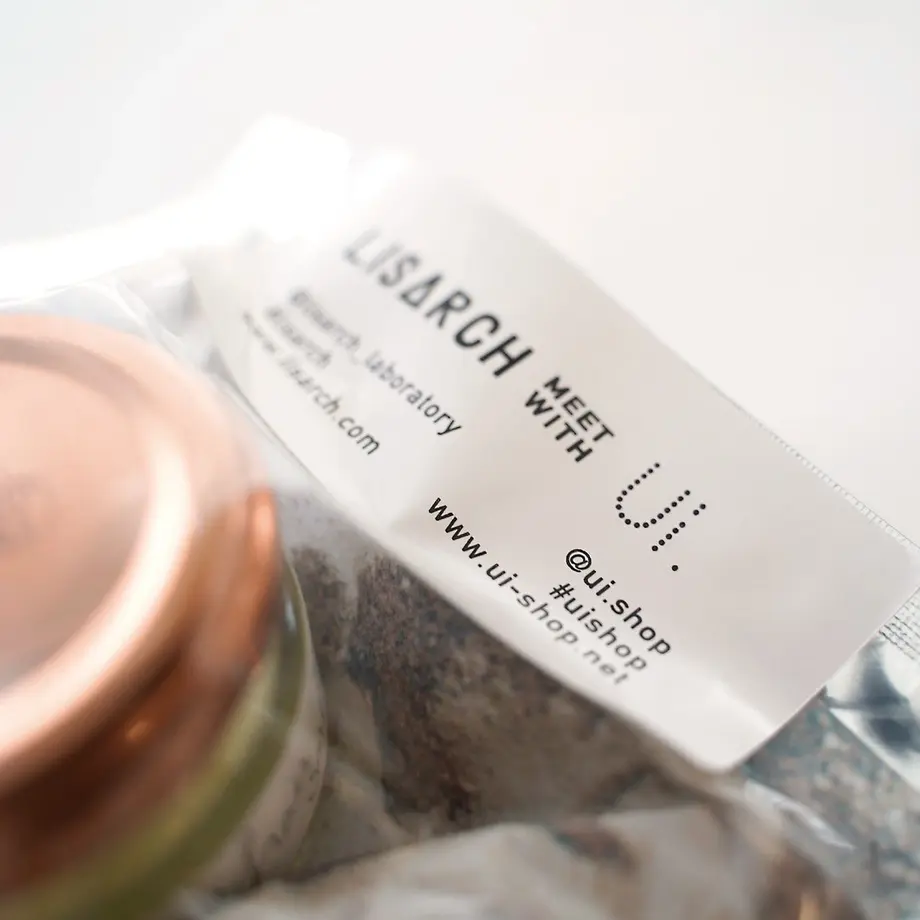 LISARCH
MEET
WITH
Ui.
@lisarch_laboratory
#lisarch
www.lisarch.com
@ui.shop
#uishop
www.ui-shop.net